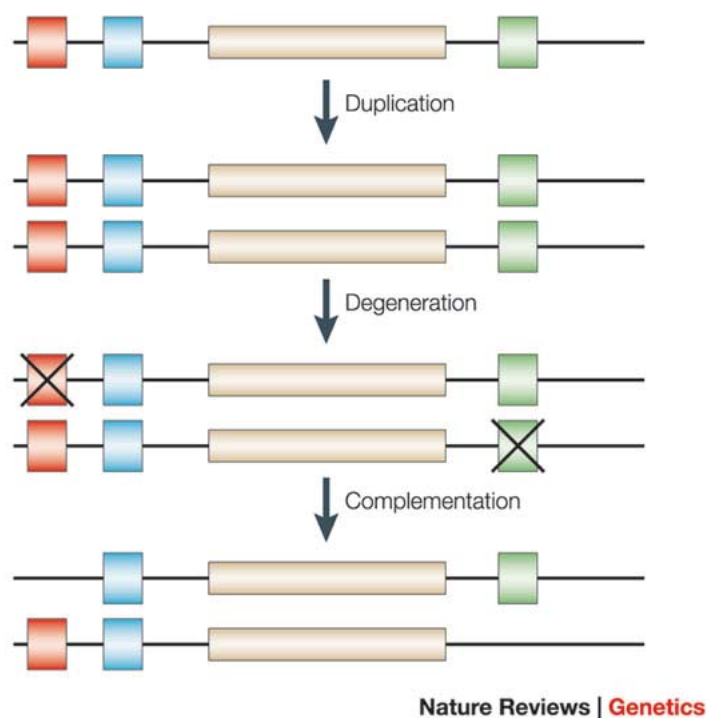 Duplication
Degeneration
Complementation
Nature Reviews | Genetics